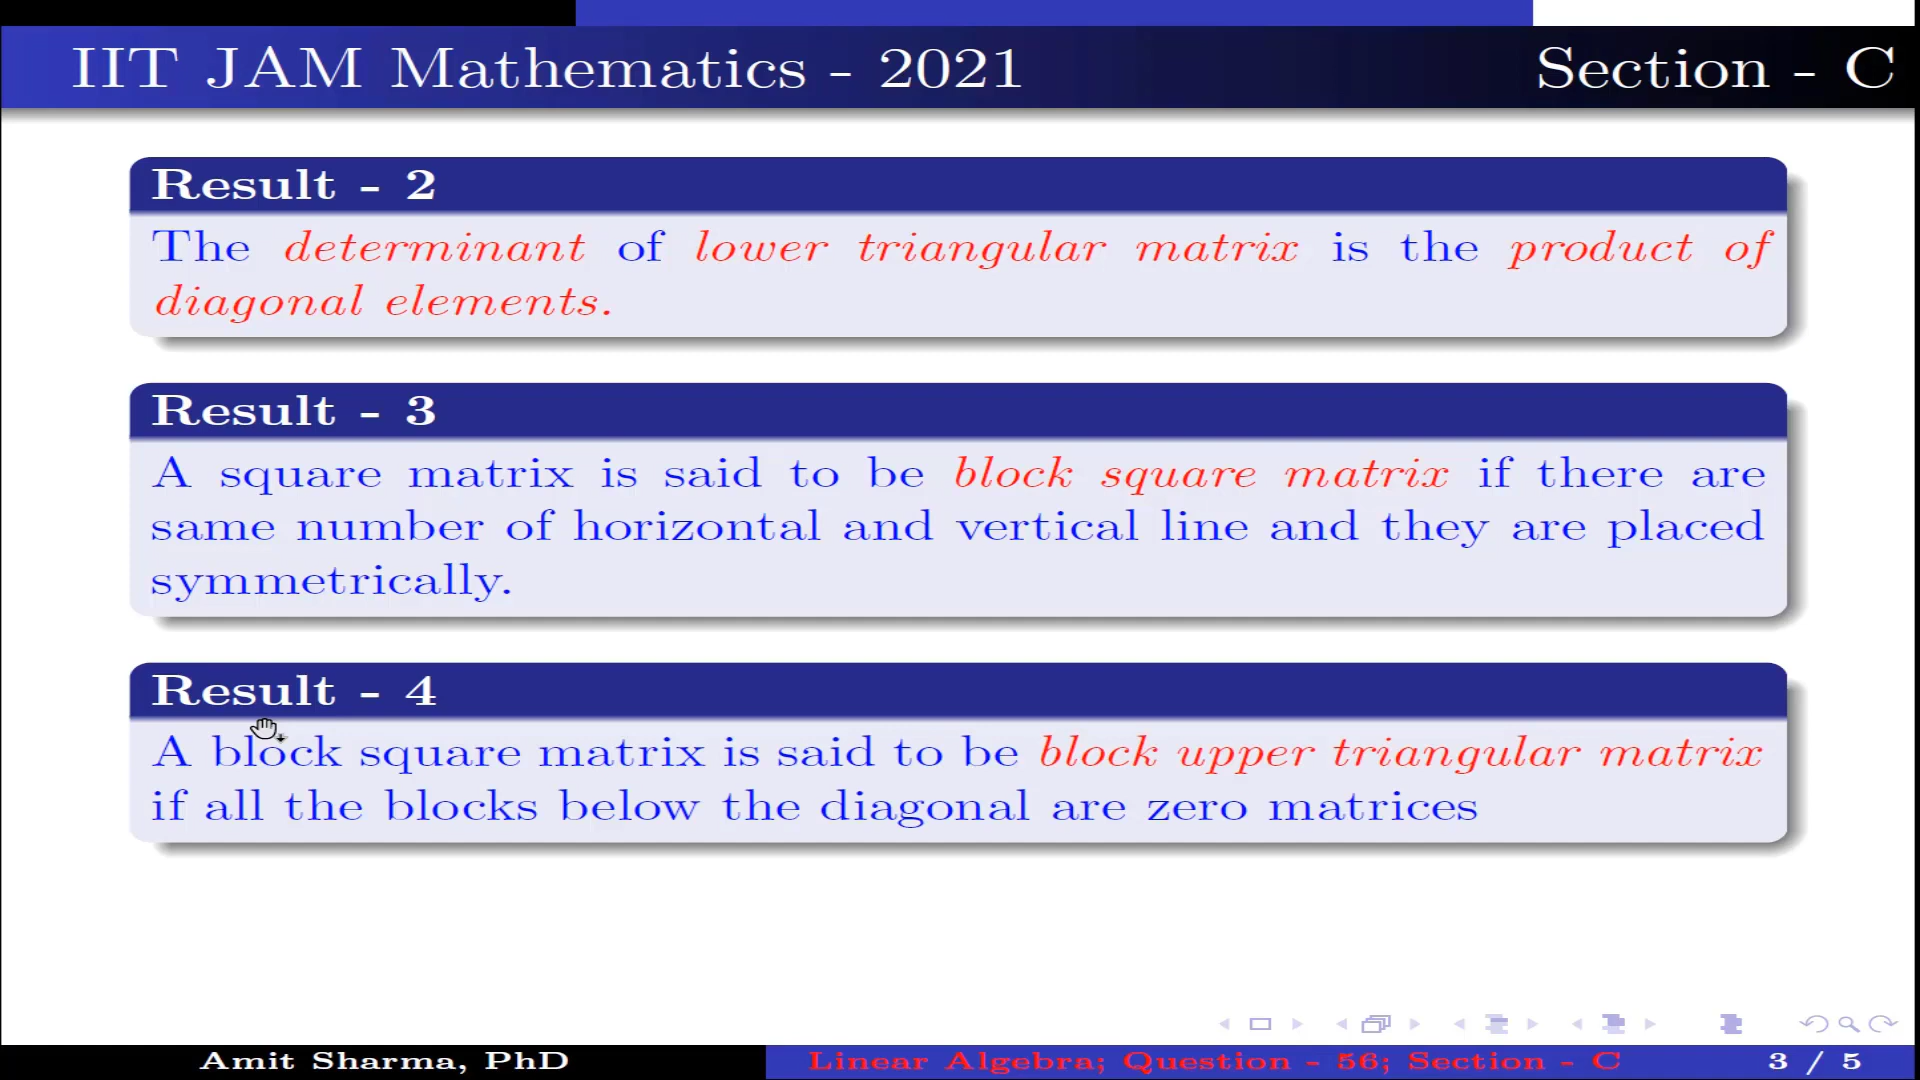 IIT JAM Mathematics - 2021 Section - C
Result - 2
The determinant of lower triangular matrix is the product of
diagonal elements.
Result - 3
A square matrix is said to be block square matrix if there are
same number of horizontal and vertical line and they are placed
symmetrically.
Result - 4
A block square matrix is said to be block upper triangular matrix
if all the blocks below the diagonal are zero matrices
Amit Sharma, PhD Linear Algebra; Question - 56; Section - C 3 / 5